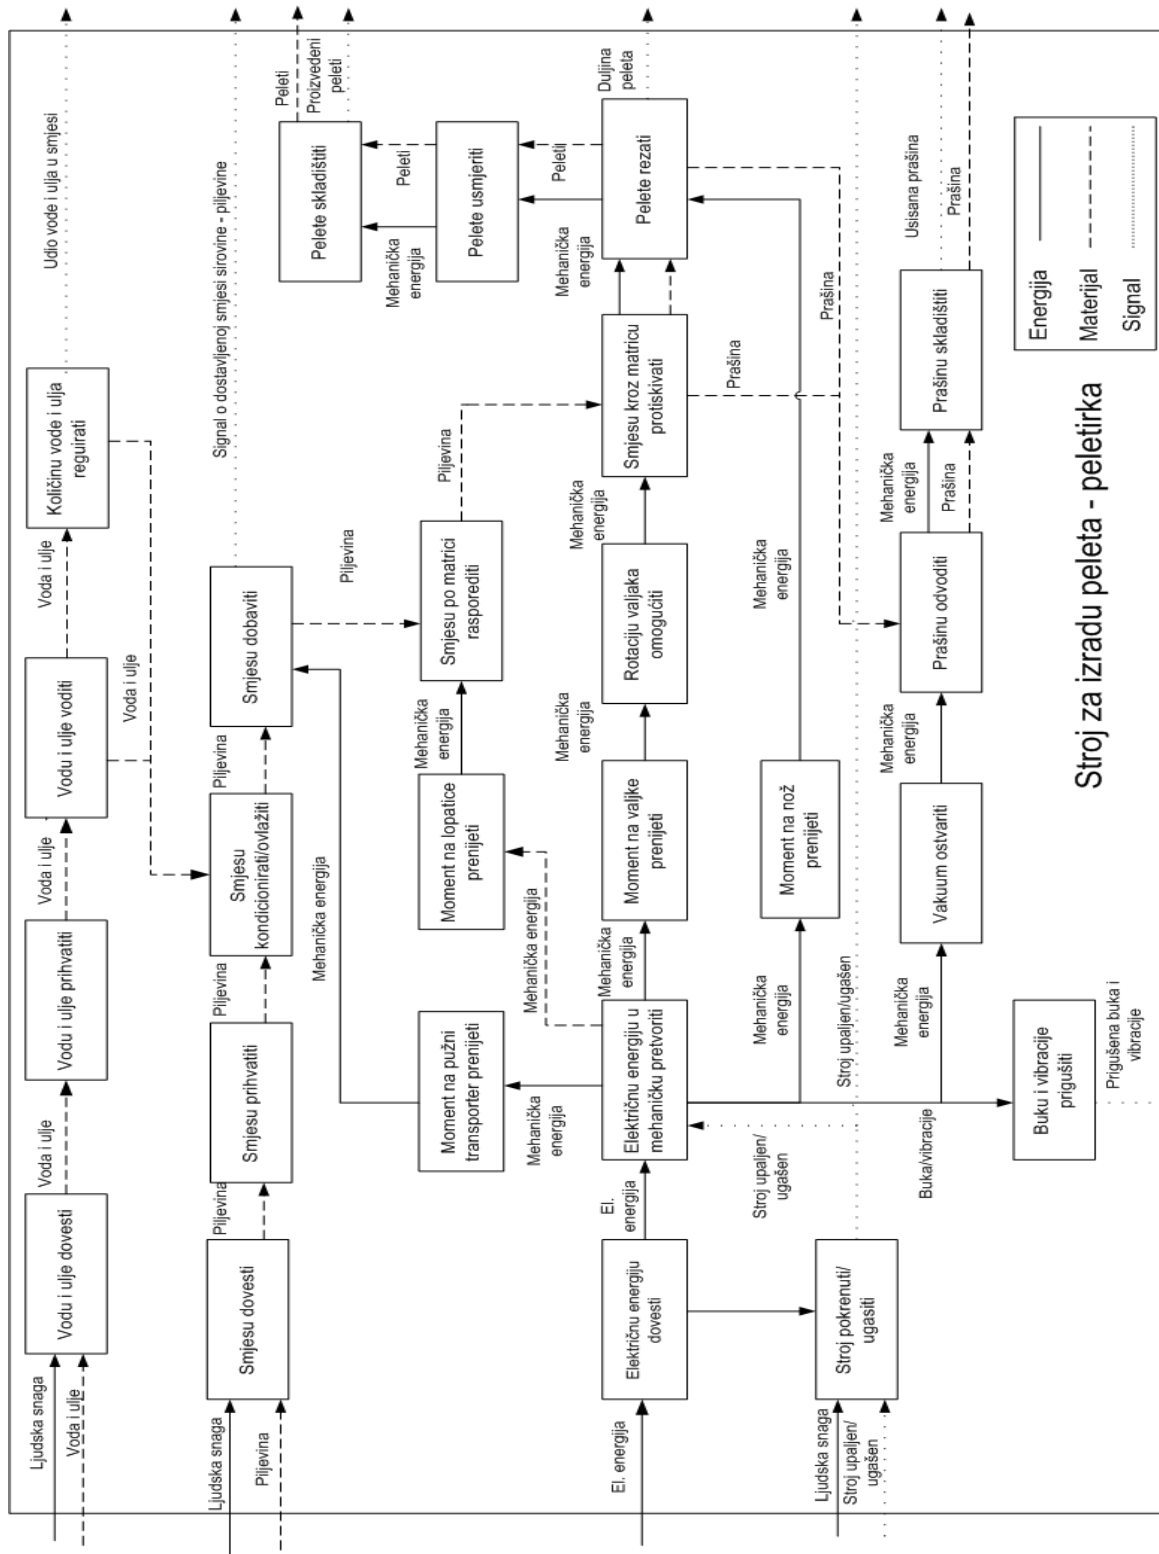 Ljudska snaga
Voda i ulje
Vodu i ulje dovesti
Voda i ulje
Vodu i ulje prihvatiti
Voda i ulje
Vodu i ulje voditi
Voda i ulje
Voda i ulje
Količinu vode i ulja
reguirati
Udio vode i ulja u smjesi
Ljudska snaga
Piljevina
Smjesu dovesti
Piljevina
Smjesu prihvatiti
Piljevina
Smjesu
kondicionirati/ovlažiti
Piljevina
Smjesu dobaviti
Signal o dostavljenoj smjesi sirovine - piljevine
Mehanička energija
Piljevina
Peleti
Proizvedeni
peleti
Pelete skladištiti
Mehanička
energija
Peleti
Pelete usmjeriti
Mehanička
energija
Peleti
Moment na pužni
transporter prenijeti
Mehanička
energija
Mehanička energija
Moment na lopatice
prenijeti
Mehanička
energija
Smjesu po matrici
rasporediti
Piljevina
El. energija
Električnu energiju
dovesti
El.
energija
Električnu energiju u
mehaničku pretvoriti
Mehanička
energija
Moment na valjke
prenijeti
Mehanička
energija
Rotaciju valjaka
omogućiti
Mehanička
energija
Smjesu kroz matricu
protiskivati
Mehanička
energija
Pelete rezati
Duljina
peleta
Prašina
Prašina
Stroj upaljen/
ugašen
Mehanička
energija
Moment na nož
prenijeti
Mehanička
energija
Ljudska snaga
Stroj upaljen/
ugašen
Stroj pokrenuti/
ugasiti
Stroj upaljen/ugašen
Buka/vibracije
Mehanička
energija
Vakuum ostvariti
Mehanička
energija
Prašinu odvoditi
Mehanička
energija
Prašina
Prašinu skladištiti
Usisana prašina
Prašina
Buku i vibracije
prigušiti
Prigušena buka i
vibracije
Stroj za izradu peleta - peletirka
Energija
Materijal
Signal